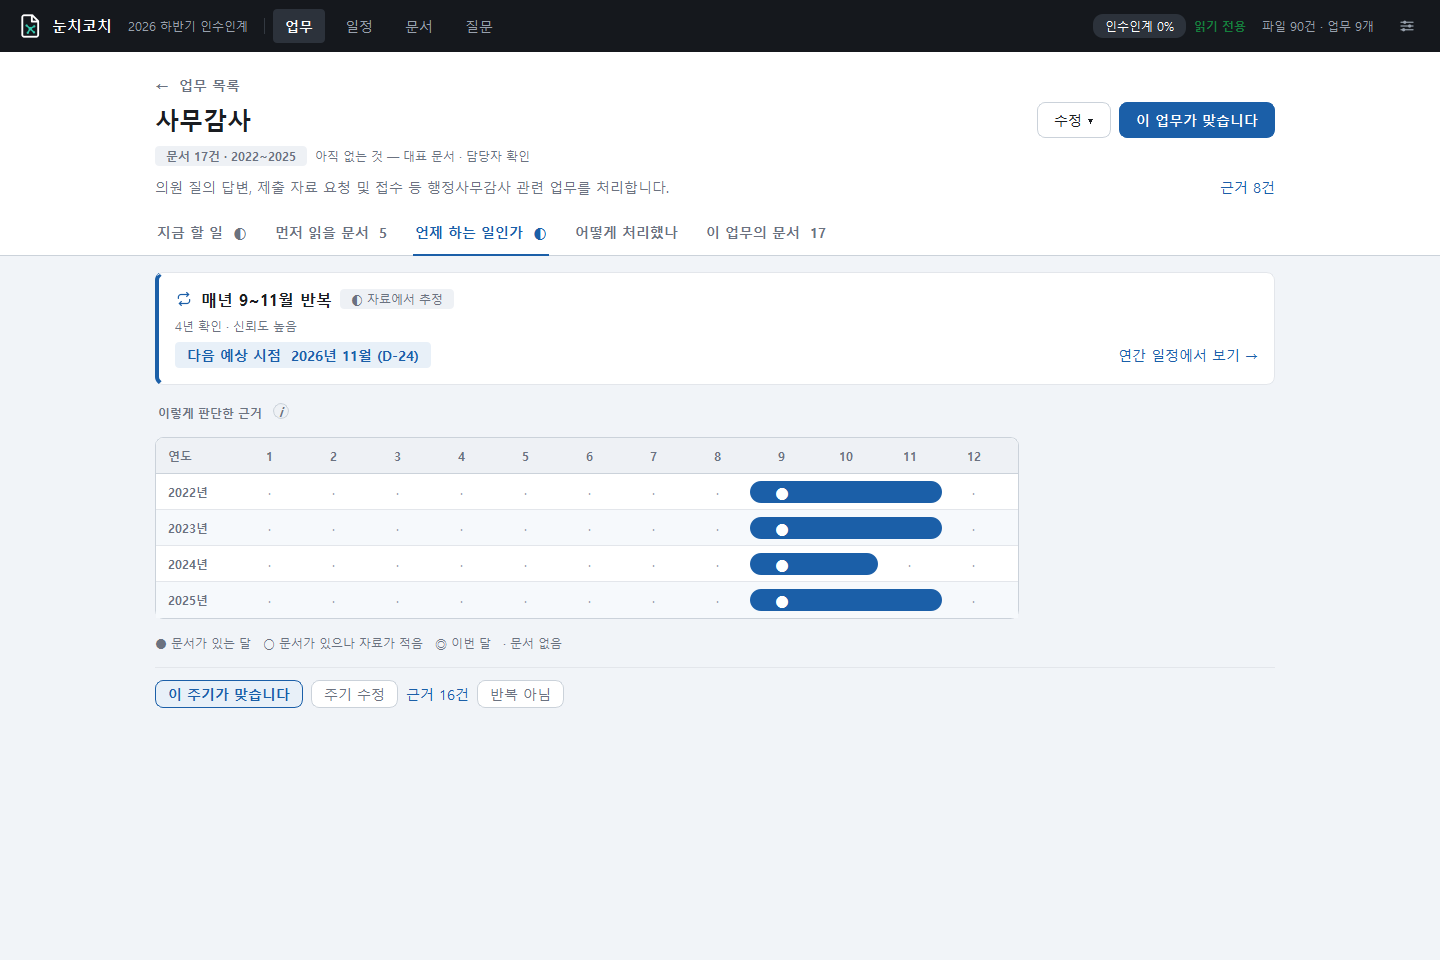 눈치코치 2026 하반기 인수인계 업무 일정 문서 질문 인수인계 0% 읽기 전용 파일 90건 · 업무 9개
← 업무 목록
사무감사 수정 ▾ 이 업무가 맞습니다
문서 17건 · 2022~2025 아직 없는 것 — 대표 문서 · 담당자 확인
의원 질의 답변, 제출 자료 요청 및 접수 등 행정사무감사 관련 업무를 처리합니다. 근거 8건
지금 할 일 ◐ 먼저 읽을 문서 5 언제 하는 일인가 ◐ 어떻게 처리했나 이 업무의 문서 17
매년 9~11월 반복 ◐ 자료에서 추정
4년 확인 · 신뢰도 높음
다음 예상 시점 2026년 11월 (D-24) 연간 일정에서 보기 →
이렇게 판단한 근거 i
연도 1 2 3 4 5 6 7 8 9 10 11 12
2022년 · · · · · · · · ● ·
2023년 · · · · · · · · ● ·
2024년 · · · · · · · · ● · ·
2025년 · · · · · · · · ● ·
● 문서가 있는 달 ○ 문서가 있으나 자료가 적음 ◎ 이번 달 · 문서 없음
이 주기가 맞습니다 주기 수정 근거 16건 반복 아님